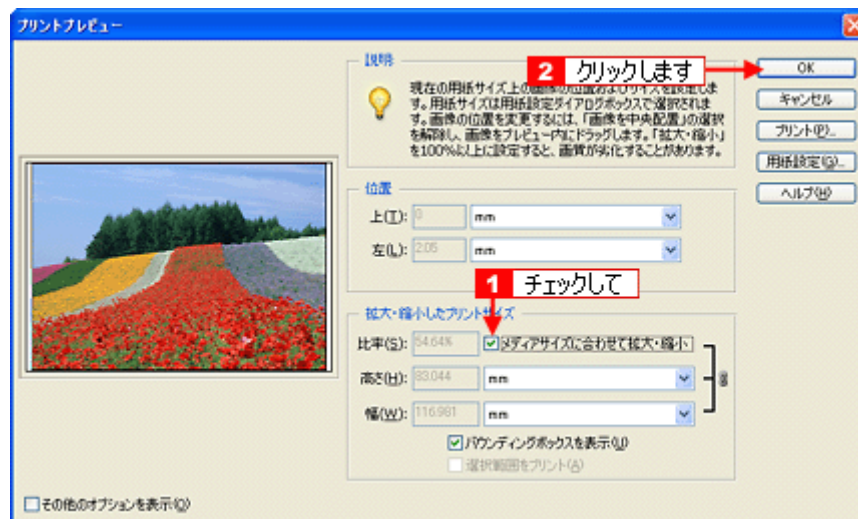 プリントプレビュー
説明
2 クリックします
現在の用紙サイズ上の画像の位置およびサイズを設定しま
す。用紙サイズは用紙設定ダイアログボックスで選択されま
す。画像の位置を変更するには、「画像を中央配置」の選択
を解除し、画像をプレビュー内にドラッグします。「拡大・縮小」
を100%以上に設定すると、画質が劣化することがあります。
OK
キャンセル
プリント(P)...
用紙設定(G)...
ヘルプ(H)
位置
上(T): 0 mm
左(L): 2.05 mm
1 チェックして
拡大・縮小したプリントサイズ
比率(S): 54.64% メディアサイズに合わせて拡大・縮小
高さ(H): 83.044 mm
幅(W): 116.981 mm
バウンディングボックスを表示(U)
選択範囲をプリント(A)
その他のオプションを表示(O)